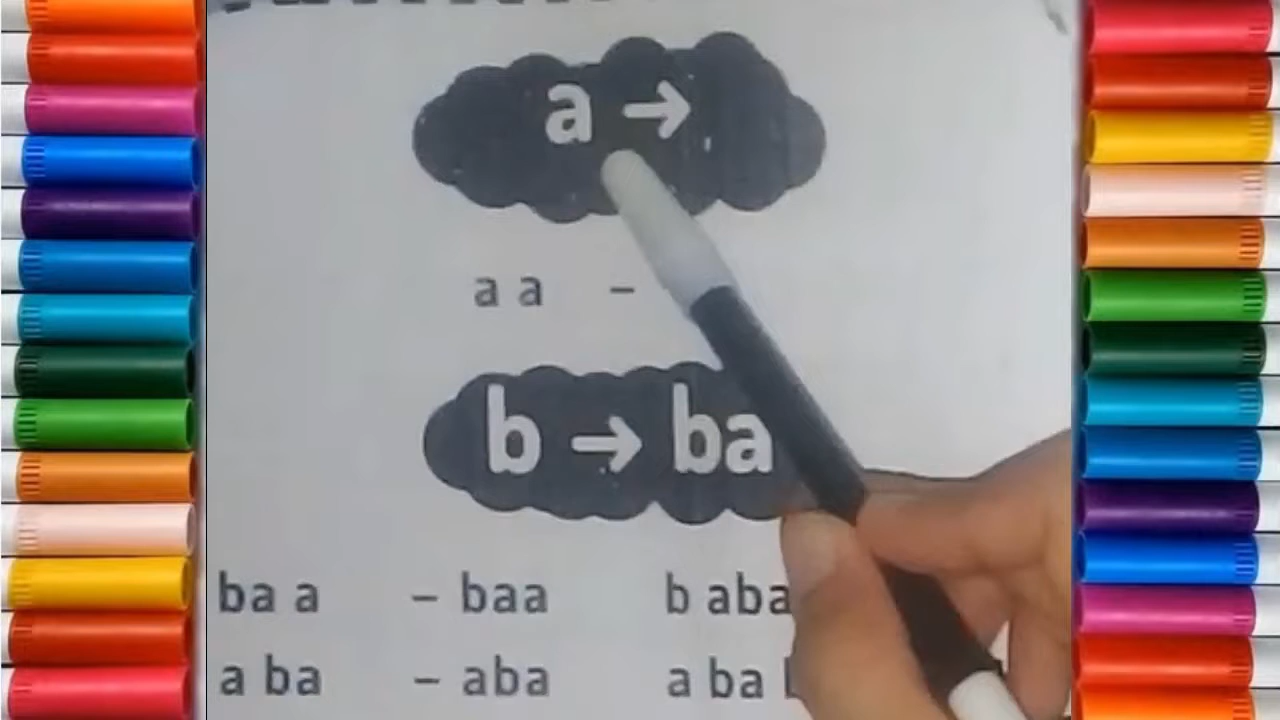 a →
a a –
b → ba
ba a – baa b aba
a ba – aba a ba